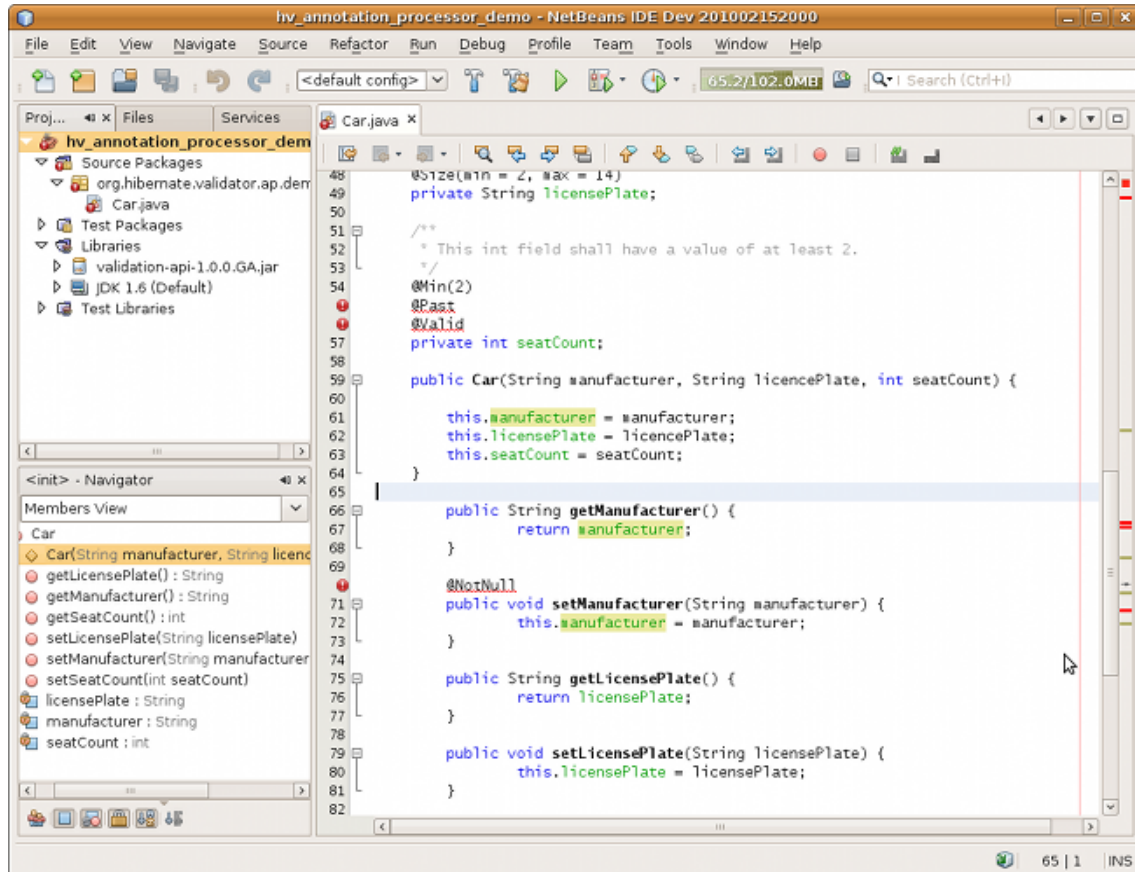 hv_annotation_processor_demo - NetBeans IDE Dev 201002152000
File Edit View Navigate Source Refactor Run Debug Profile Team Tools Window Help
<default config> 65.2/102.0MB Search (Ctrl+I)
Proj... Files Services
hv_annotation_processor_dem
Source Packages
org.hibernate.validator.ap.dem
Car.java
Test Packages
Libraries
validation-api-1.0.0.GA.jar
JDK 1.6 (Default)
Test Libraries
<init> - Navigator
Members View
Car
Car(String manufacturer, String licenc
getLicensePlate() : String
getManufacturer() : String
getSeatCount() : int
setLicensePlate(String licensePlate)
setManufacturer(String manufacturer
setSeatCount(int seatCount)
licensePlate : String
manufacturer : String
seatCount : int
Car.java
48 @Size(min = 2, max = 14)
49 private String licensePlate;
50
51 /**
52 * This int field shall have a value of at least 2.
53 */
54 @Min(2)
@Past
@Valid
57 private int seatCount;
58
59 public Car(String manufacturer, String licencePlate, int seatCount) {
60
61 this.manufacturer = manufacturer;
62 this.licensePlate = licencePlate;
63 this.seatCount = seatCount;
64 }
65
66 public String getManufacturer() {
67 return manufacturer;
68 }
69
@NotNull
71 public void setManufacturer(String manufacturer) {
72 this.manufacturer = manufacturer;
73 }
74
75 public String getLicensePlate() {
76 return licensePlate;
77 }
78
79 public void setLicensePlate(String licensePlate) {
80 this.licensePlate = licensePlate;
81 }
82
65 | 1 INS